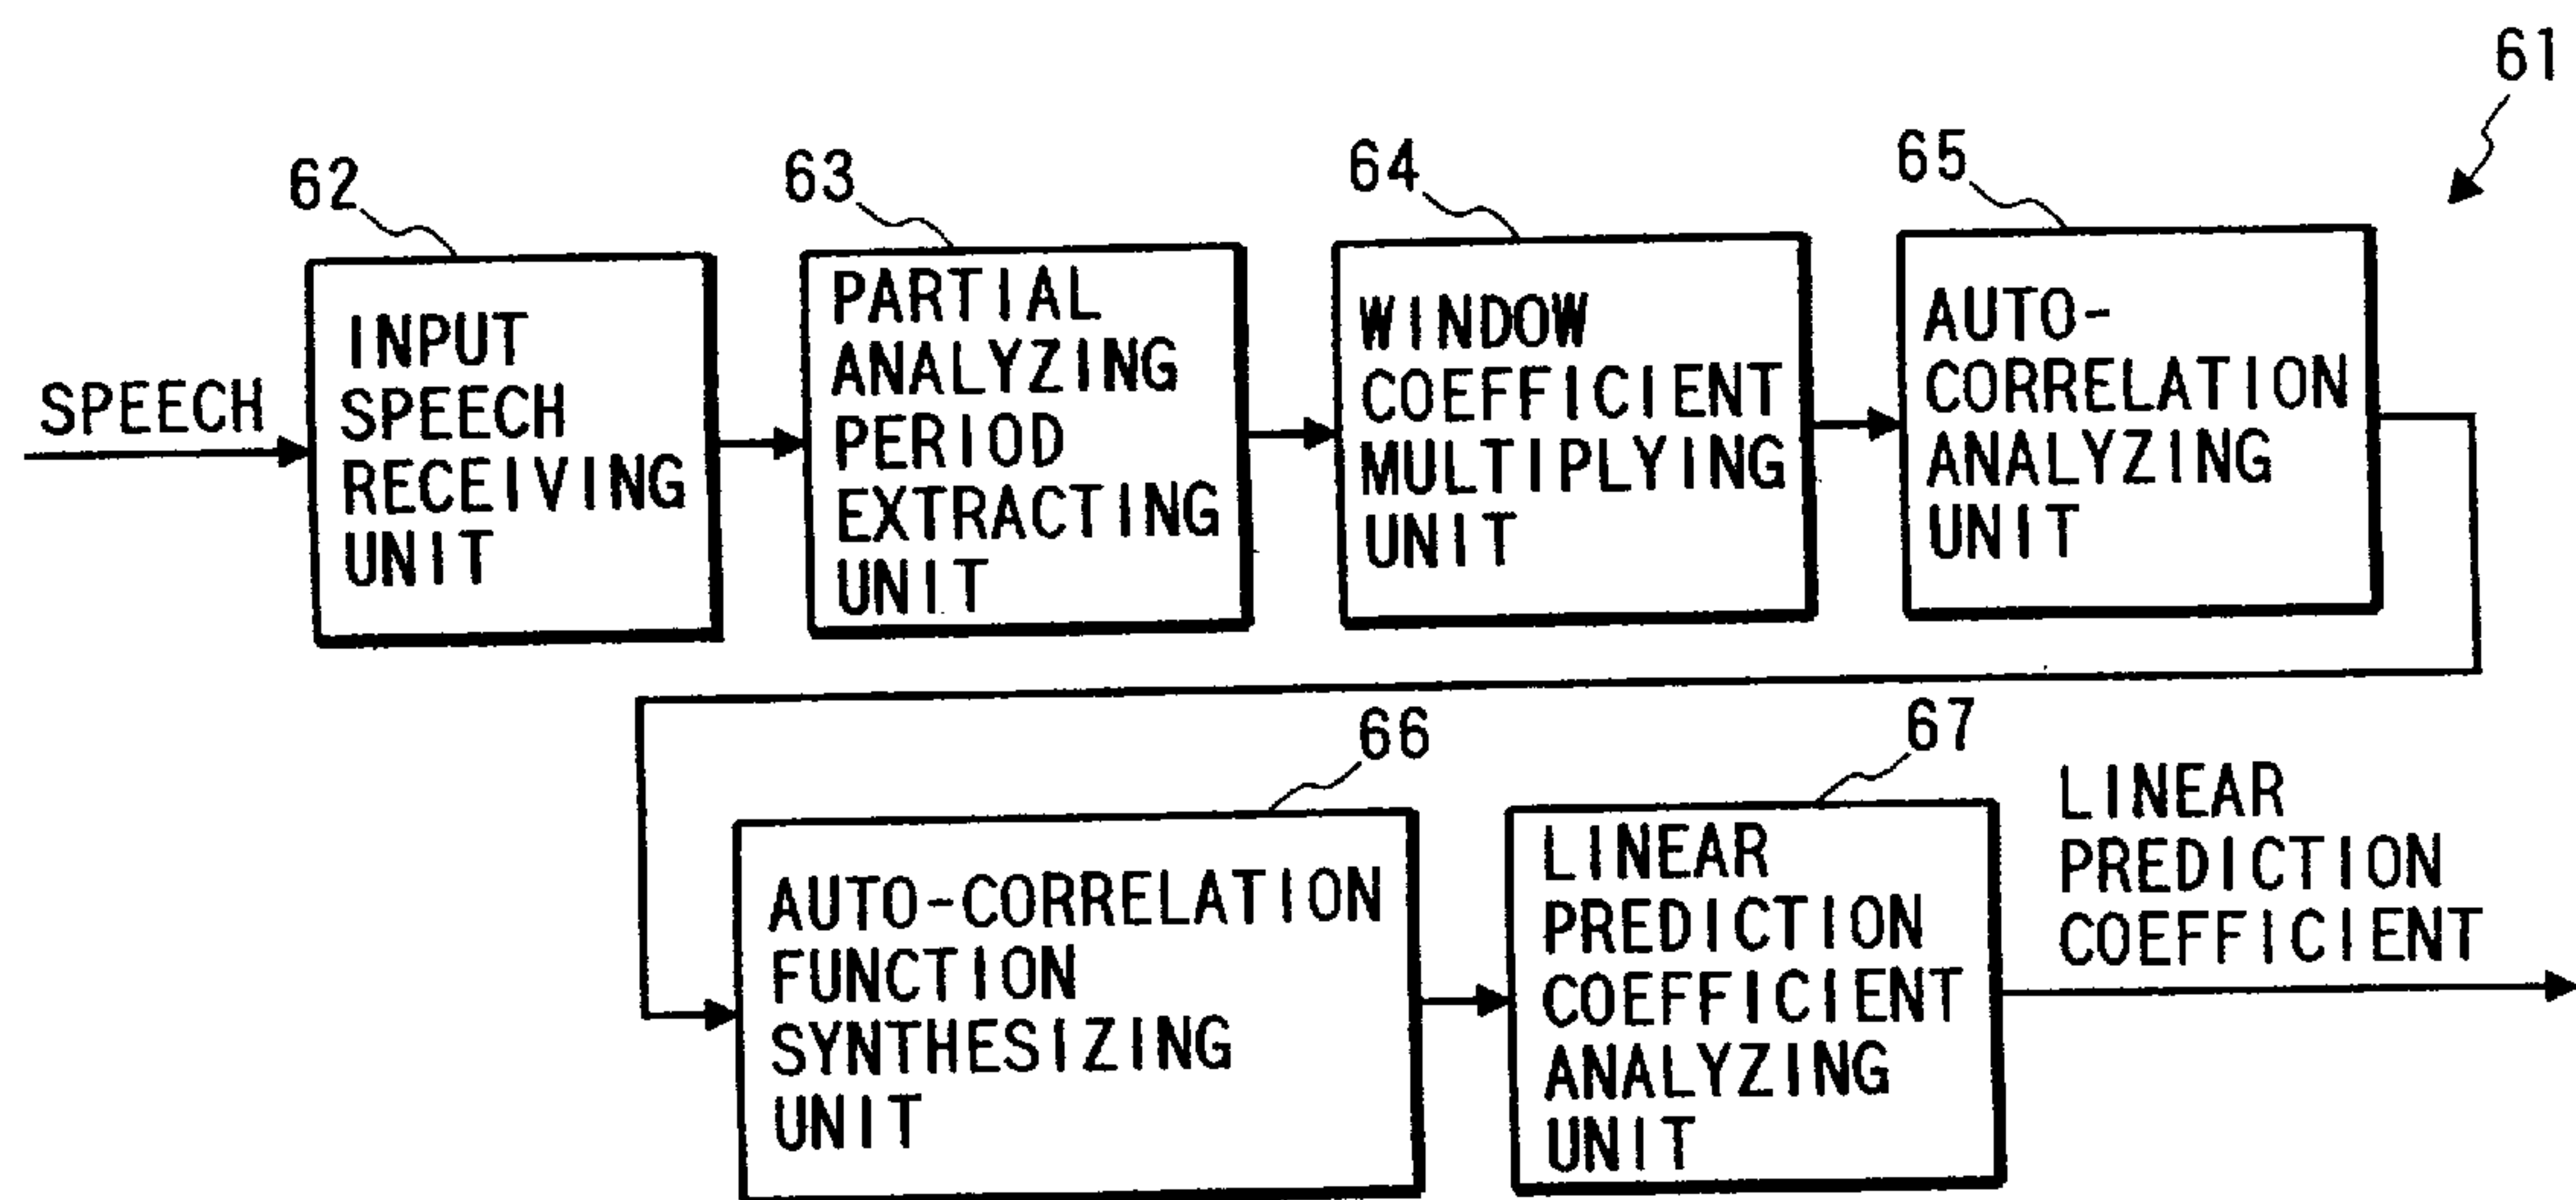 61
62
63
64
65
SPEECH
INPUT
SPEECH
RECEIVING
UNIT
PARTIAL
ANALYZING
PERIOD
EXTRACTING
UNIT
WINDOW
COEFFICIENT
MULTIPLYING
UNIT
AUTO-
CORRELATION
ANALYZING
UNIT
66
67
AUTO-CORRELATION
FUNCTION
SYNTHESIZING
UNIT
LINEAR
PREDICTION
COEFFICIENT
ANALYZING
UNIT
LINEAR
PREDICTION
COEFFICIENT